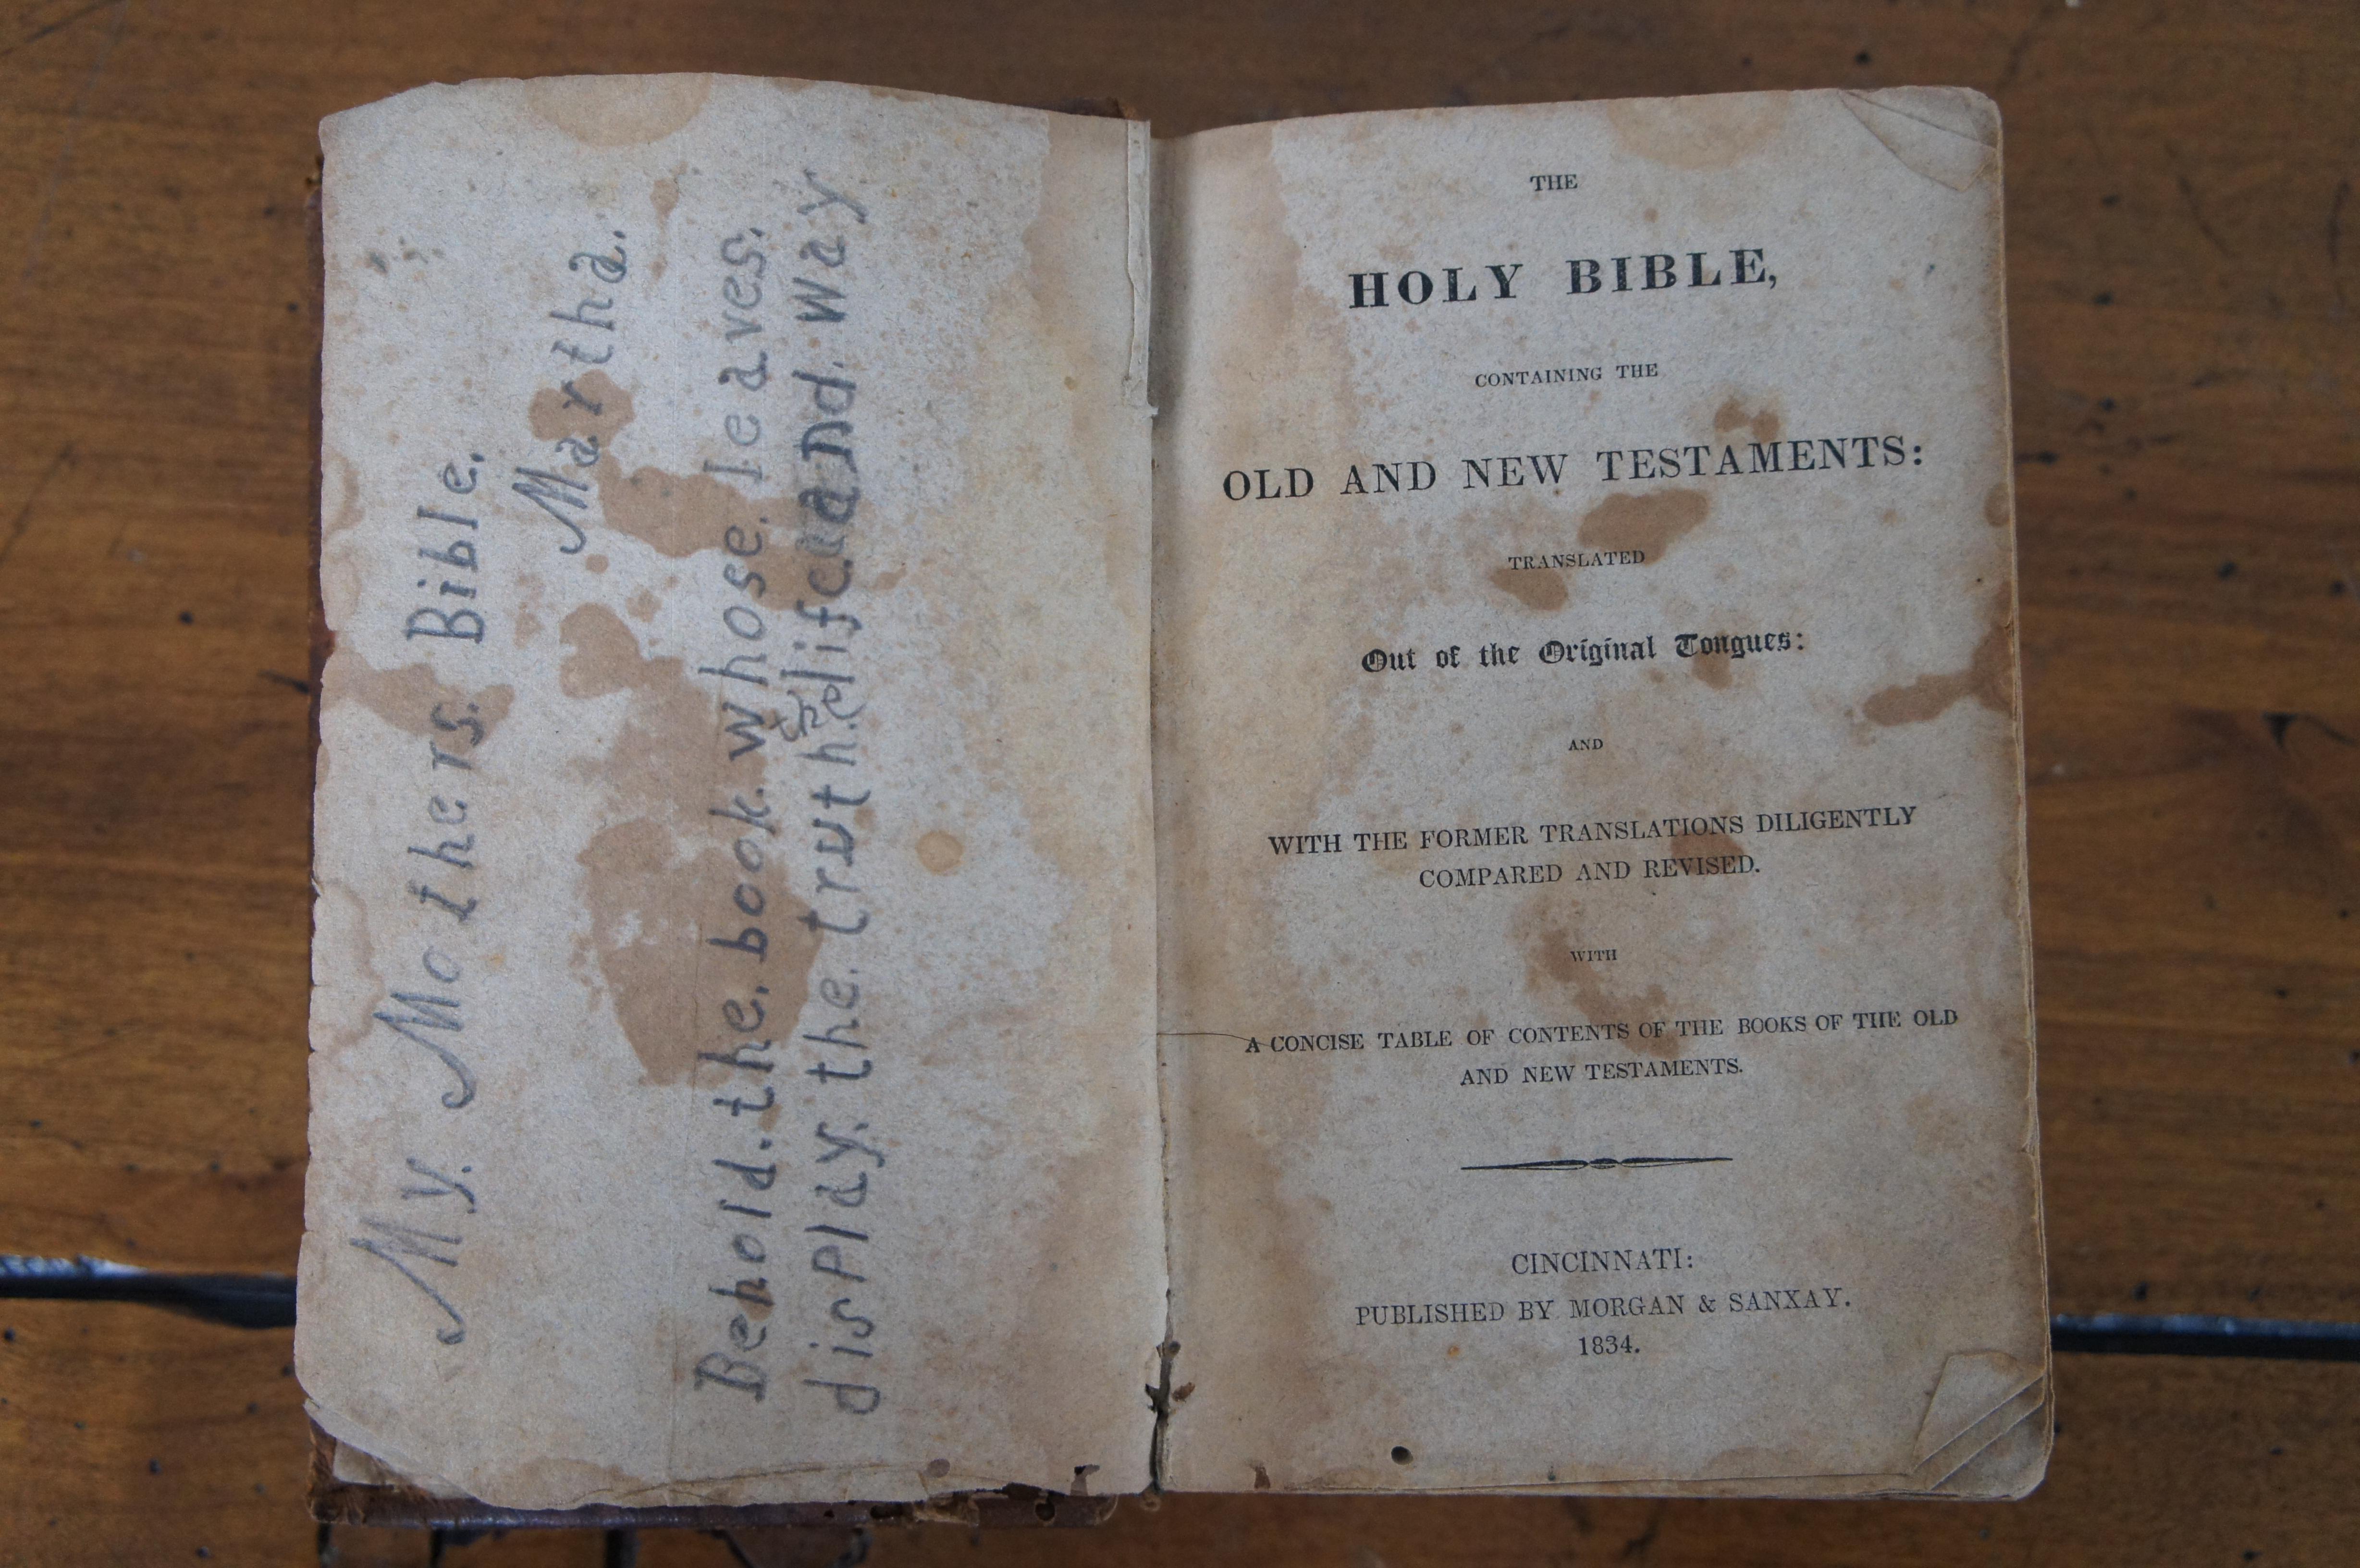 My. Mothers. Bible.
Martha.
Behold. the. book. whose. leaves.
display. the. truth. & life and. way
THE
HOLY BIBLE,
CONTAINING THE
OLD AND NEW TESTAMENTS:
TRANSLATED
Out of the Original Tongues:
AND
WITH THE FORMER TRANSLATIONS DILIGENTLY
COMPARED AND REVISED.
WITH
A CONCISE TABLE OF CONTENTS OF THE BOOKS OF THE OLD
AND NEW TESTAMENTS.
CINCINNATI:
PUBLISHED BY MORGAN & SANXAY.
1834.